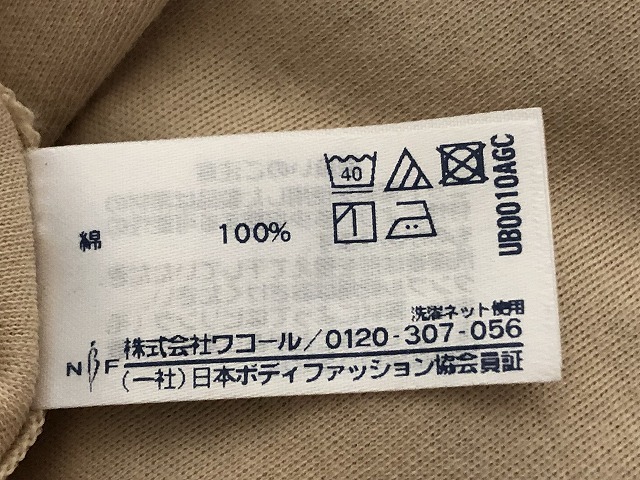 40
綿 100%
UB0010AGC
洗濯ネット使用
株式会社ワコール/0120-307-056
NBF
(一社)日本ボディファッション協会員証